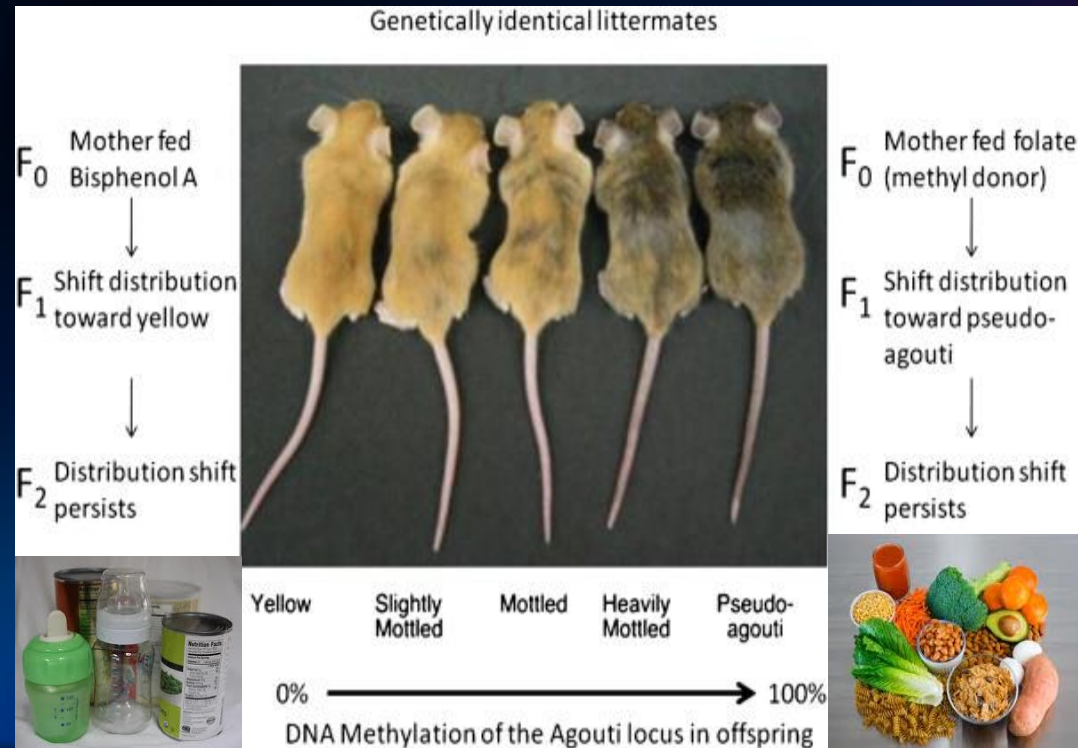 Genetically identical littermates
F0
Mother fed
Bisphenol A
F1
Shift distribution
toward yellow
F2
Distribution shift
persists
F0
Mother fed folate
(methyl donor)
F1
Shift distribution
toward pseudo-
agouti
F2
Distribution shift
persists
Yellow
Slightly
Mottled
Mottled
Heavily
Mottled
Pseudo-
agouti
0%
100%
DNA Methylation of the Agouti locus in offspring
Nutrition Facts